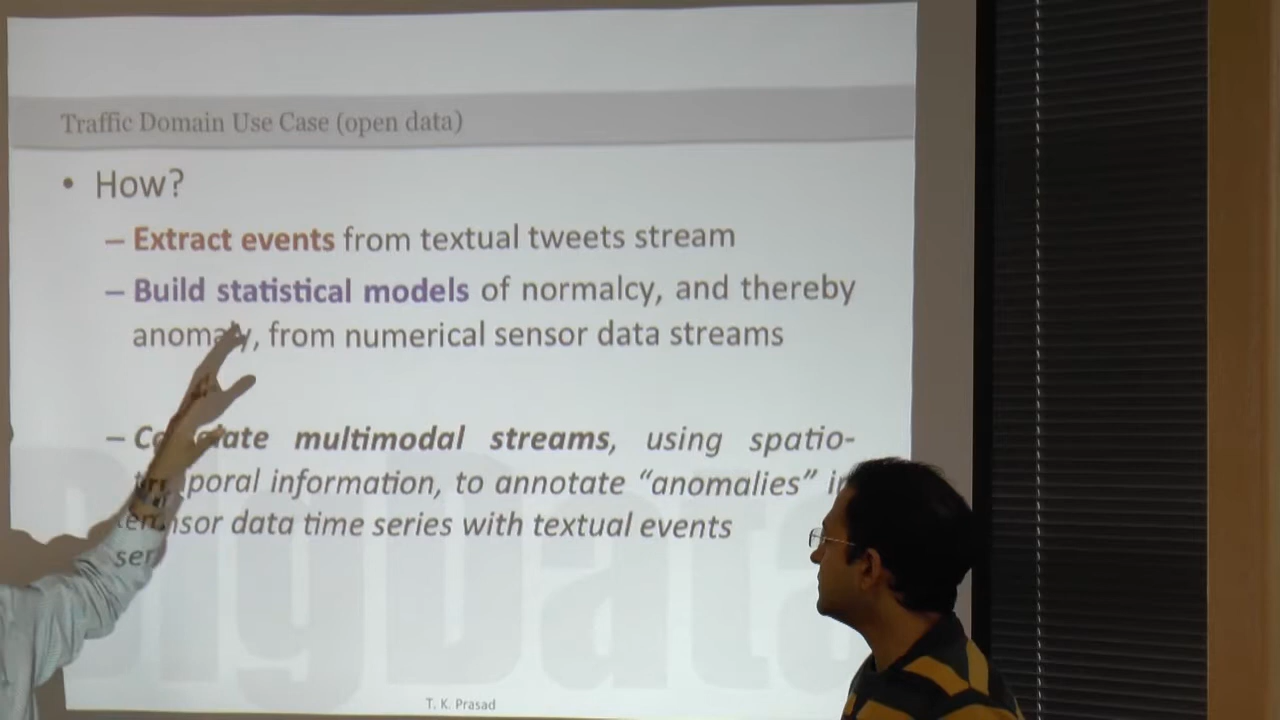 Traffic Domain Use Case (open data)
• How?
– Extract events from textual tweets stream
– Build statistical models of normalcy, and thereby
anomaly, from numerical sensor data streams
– multimodal streams, using spatio-
information, to annotate “anomalies” in
data time series with textual events
BigData
T. K. Prasad